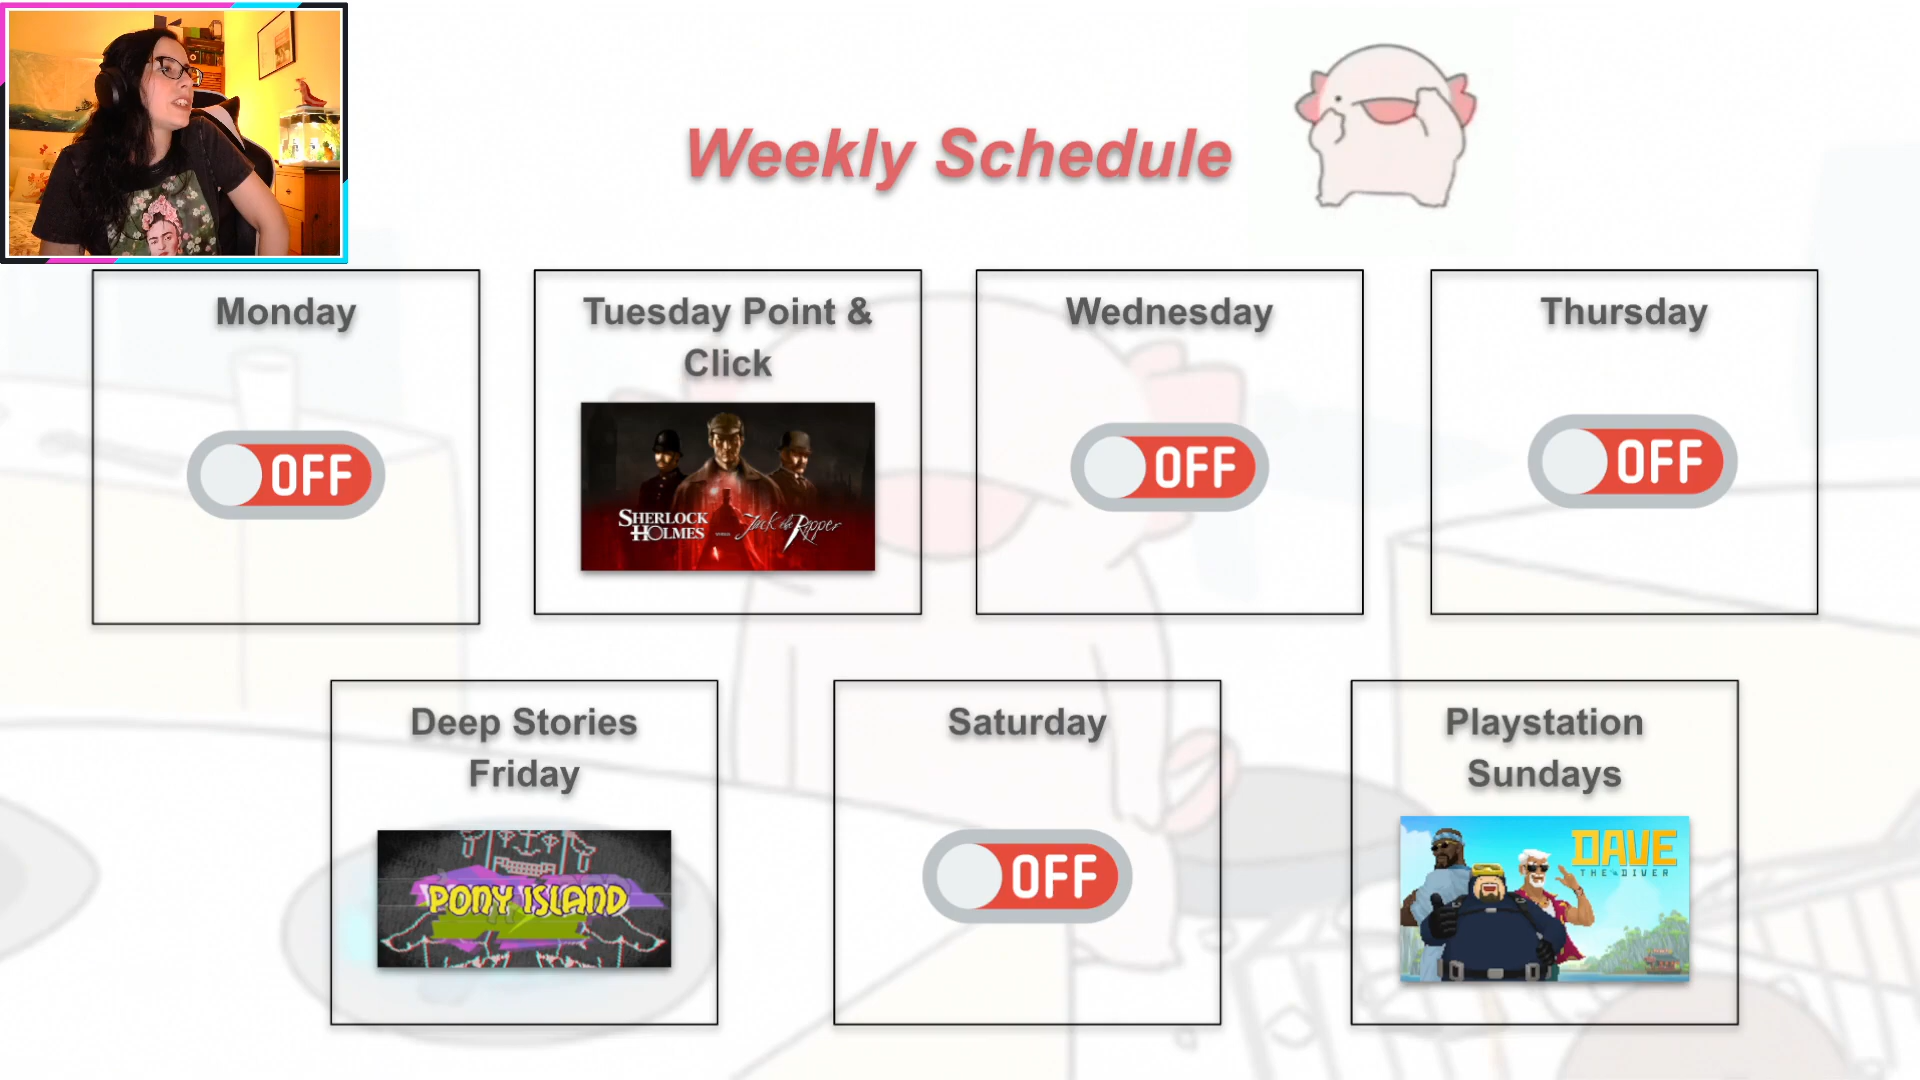 Weekly Schedule
Monday
OFF
Tuesday Point &
Click
SHERLOCK
HOLMES
VERSUS
Jack the Ripper
Wednesday
OFF
Thursday
OFF
Deep Stories
Friday
PONY ISLAND
Saturday
OFF
Playstation
Sundays
DAVE
THE DIVER